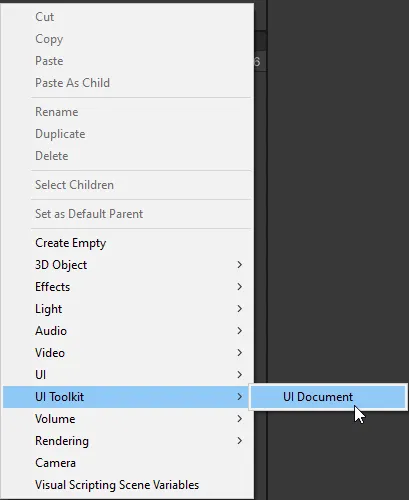 Cut
Copy
Paste
6
Paste As Child
Rename
Duplicate
Delete
Select Children
Set as Default Parent
Create Empty
3D Object
Effects
Light
Audio
Video
UI
UI Toolkit
UI Document
Volume
Rendering
Camera
Visual Scripting Scene Variables